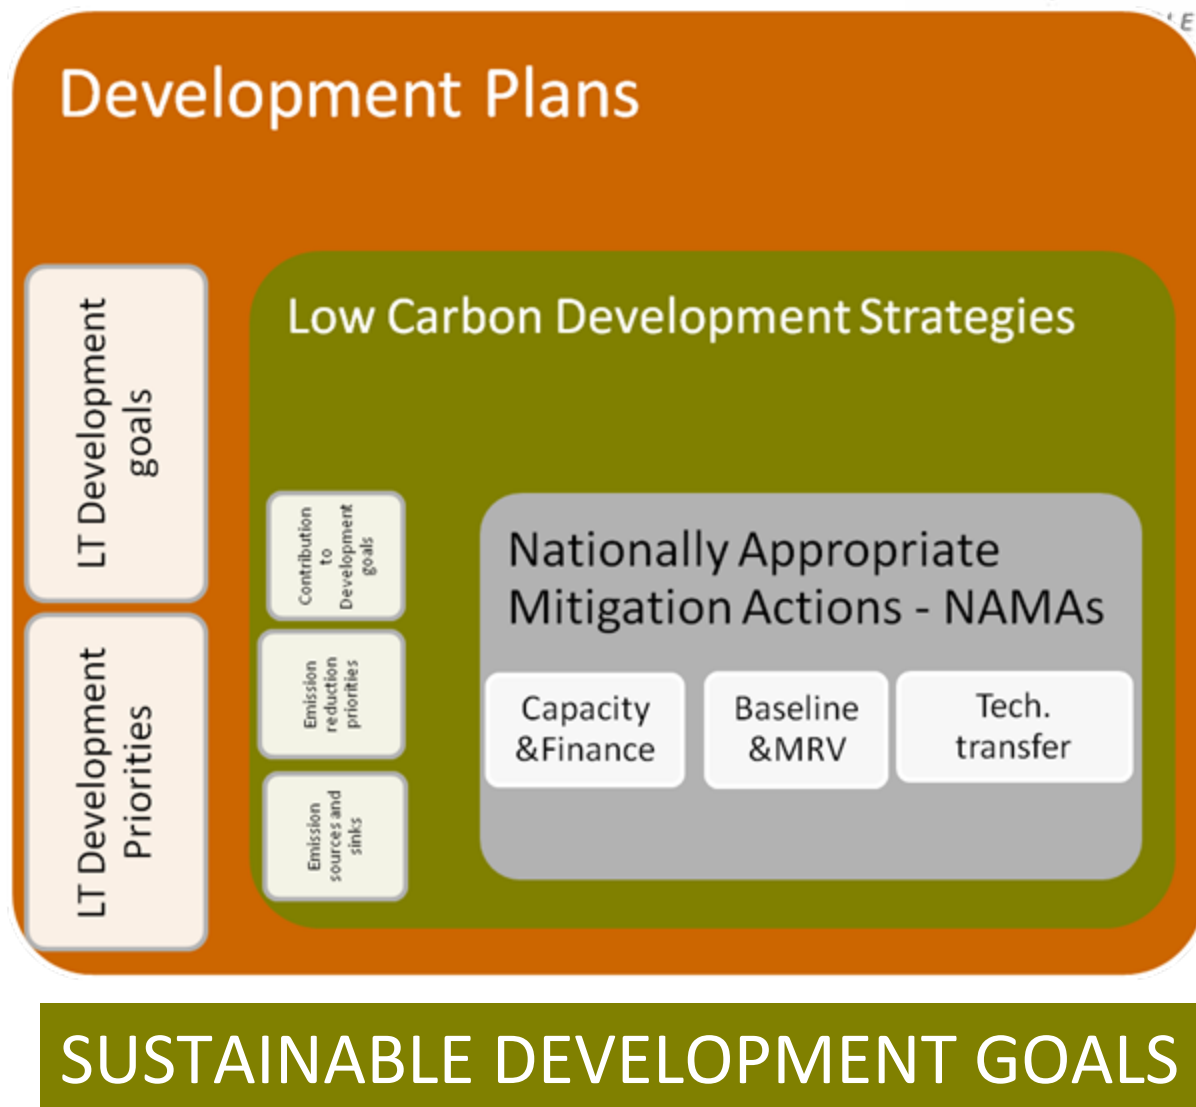 Development Plans
LT Development
goals
LT Development
Priorities
Low Carbon Development Strategies
Contribution
to
Development
goals
Emission
reduction
priorities
Emission
sources and
sinks
Nationally Appropriate
Mitigation Actions - NAMAs
Capacity
&Finance
Baseline
&MRV
Tech.
transfer
SUSTAINABLE DEVELOPMENT GOALS